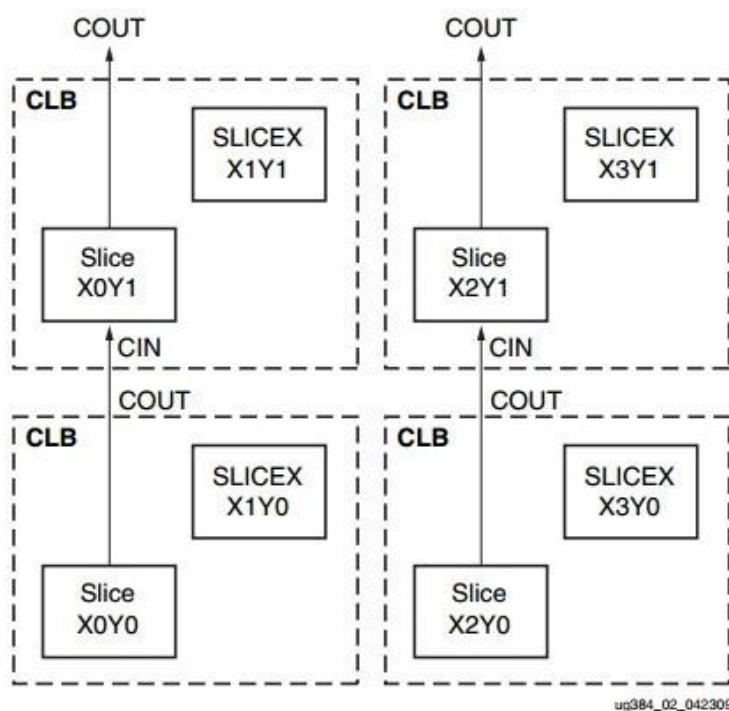 COUT
COUT
CLB
SLICEX
X1Y1
Slice
X0Y1
CIN
CLB
SLICEX
X3Y1
Slice
X2Y1
CIN
COUT
COUT
CLB
SLICEX
X1Y0
Slice
X0Y0
CLB
SLICEX
X3Y0
Slice
X2Y0
ug384_02_042309